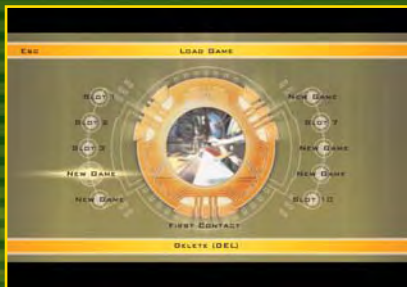 Esc Load Game
Slot 1 New Game
Slot 2 Slot 7
Slot 3 New Game
New Game New Game
New Game Slot 10
First Contact
Delete (DEL)